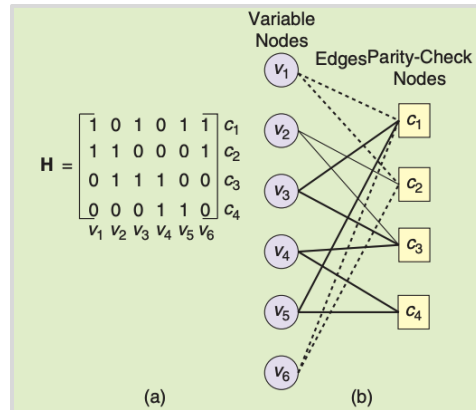 Variable
Nodes
Edges
Parity-Check
Nodes
H =
1 0 1 0 1 1 c1
1 1 0 0 0 1 c2
0 1 1 1 0 0 c3
0 0 0 1 1 0 c4
v1 v2 v3 v4 v5 v6
v1
v2
v3
v4
v5
v6
c1
c2
c3
c4
(a)
(b)